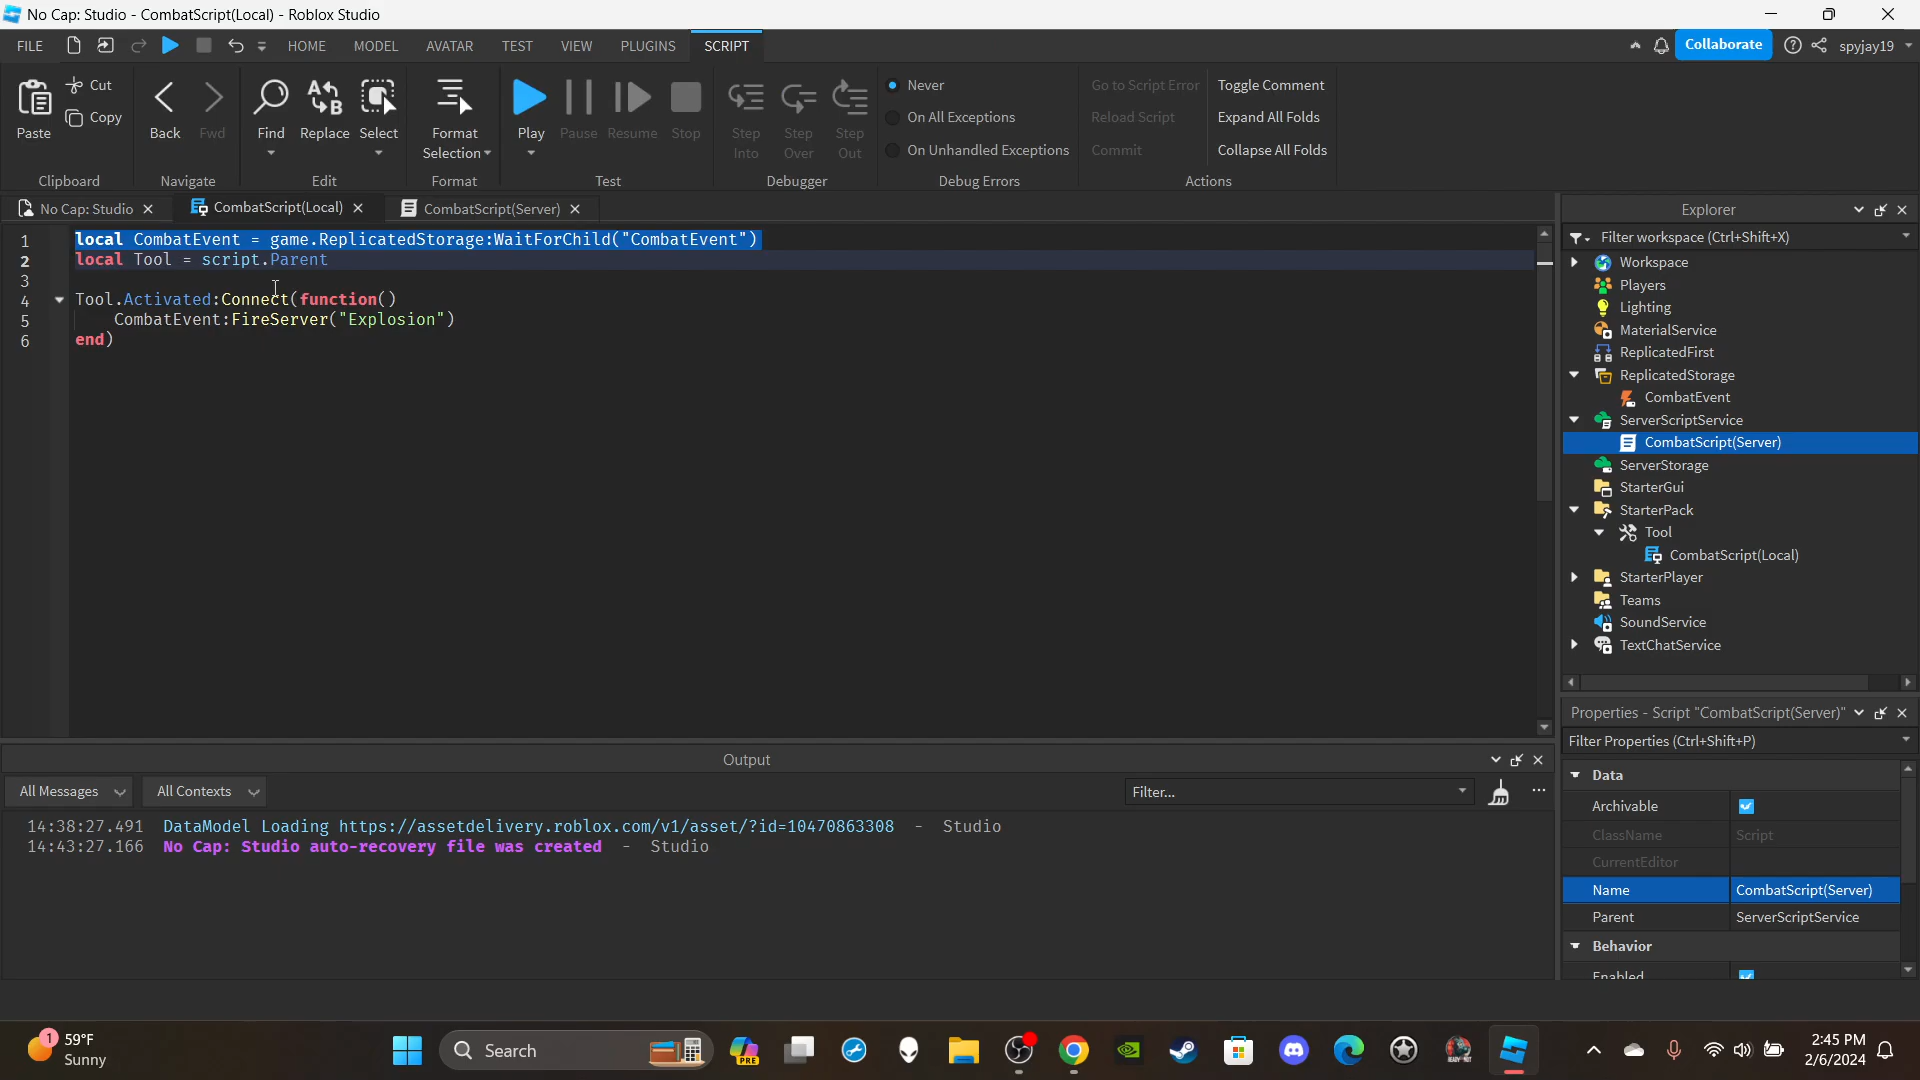 No Cap: Studio - CombatScript(Local) - Roblox Studio
FILE
HOME
MODEL
AVATAR
TEST
VIEW
PLUGINS
SCRIPT
Collaborate
spyjay19
Paste
Cut
Copy
Clipboard
Back
Fwd
Navigate
Find
Replace
Select
Edit
Format
Selection
Format
Play
Pause
Resume
Stop
Test
Step
Into
Step
Over
Step
Out
Debugger
Never
On All Exceptions
On Unhandled Exceptions
Debug Errors
Go to Script Error
Reload Script
Commit
Toggle Comment
Expand All Folds
Collapse All Folds
Actions
No Cap: Studio
CombatScript(Local)
CombatScript(Server)
1 local CombatEvent = game.ReplicatedStorage:WaitForChild("CombatEvent")
2 local Tool = script.Parent
3
4 Tool.Activated:Connect(function()
5 CombatEvent:FireServer("Explosion")
6 end)
Explorer
Filter workspace (Ctrl+Shift+X)
Workspace
Players
Lighting
MaterialService
ReplicatedFirst
ReplicatedStorage
CombatEvent
ServerScriptService
CombatScript(Server)
ServerStorage
StarterGui
StarterPack
Tool
CombatScript(Local)
StarterPlayer
Teams
SoundService
TextChatService
Properties - Script "CombatScript(Server)"
Filter Properties (Ctrl+Shift+P)
Data
Archivable
ClassName Script
CurrentEditor
Name CombatScript(Server)
Parent ServerScriptService
Behavior
Enabled
Output
All Messages
All Contexts
Filter...
14:38:27.491 DataModel Loading https://assetdelivery.roblox.com/v1/asset/?id=10470863308 - Studio
14:43:27.166 No Cap: Studio auto-recovery file was created - Studio
1
59°F
Sunny
Search
PRE
2:45 PM
2/6/2024